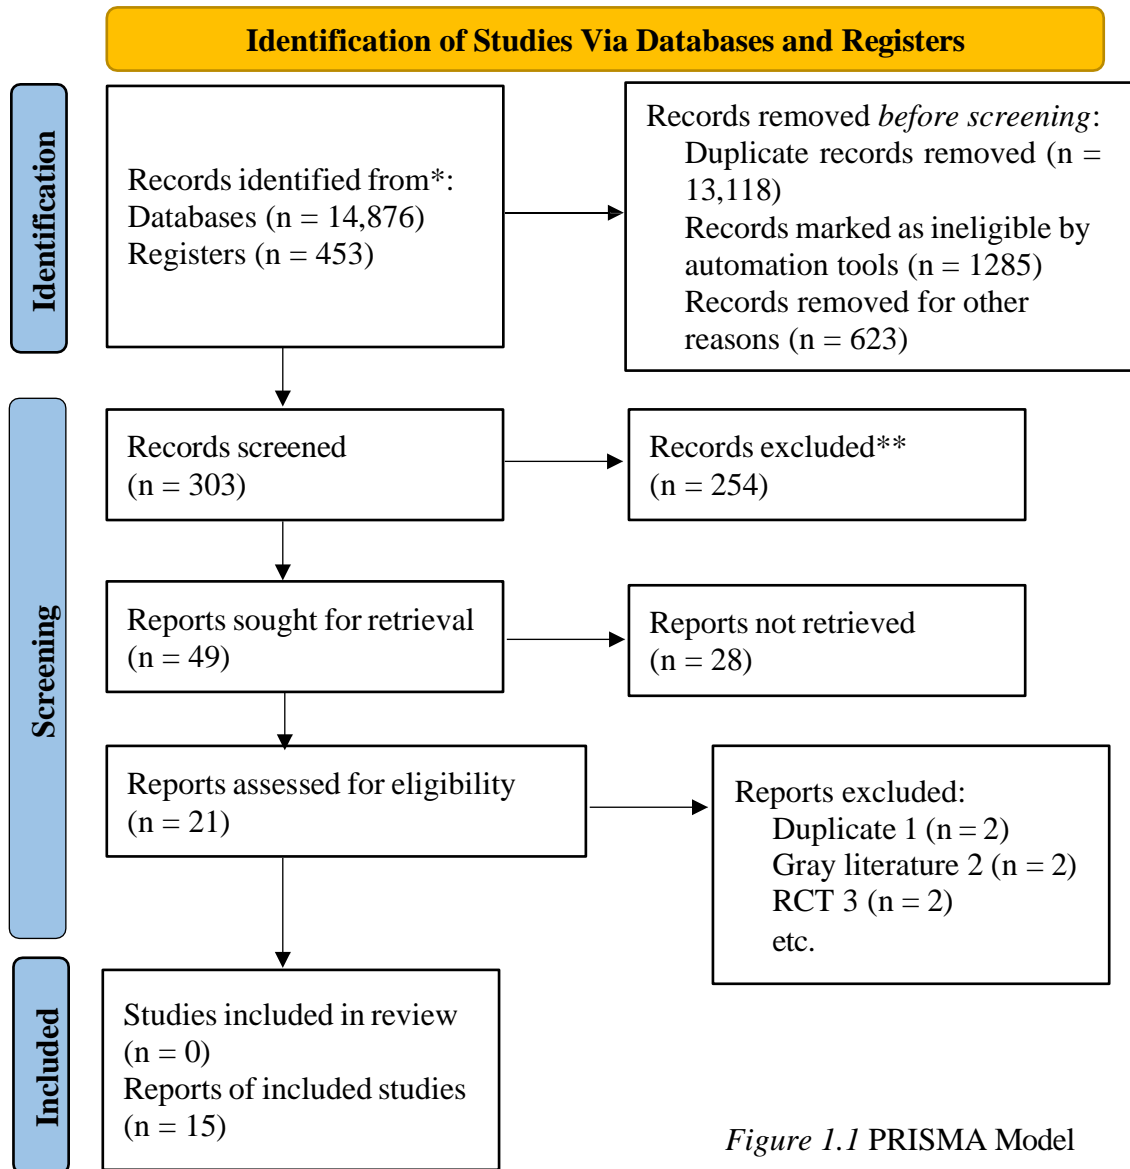 Identification of Studies Via Databases and Registers
Identification
Records identified from*:
Databases (n = 14,876)
Registers (n = 453)
Records removed before screening:
Duplicate records removed (n =
13,118)
Records marked as ineligible by
automation tools (n = 1285)
Records removed for other
reasons (n = 623)
Screening
Records screened
(n = 303)
Records excluded**
(n = 254)
Reports sought for retrieval
(n = 49)
Reports not retrieved
(n = 28)
Reports assessed for eligibility
(n = 21)
Reports excluded:
Duplicate 1 (n = 2)
Gray literature 2 (n = 2)
RCT 3 (n = 2)
etc.
Included
Studies included in review
(n = 0)
Reports of included studies
(n = 15)
Figure 1.1 PRISMA Model